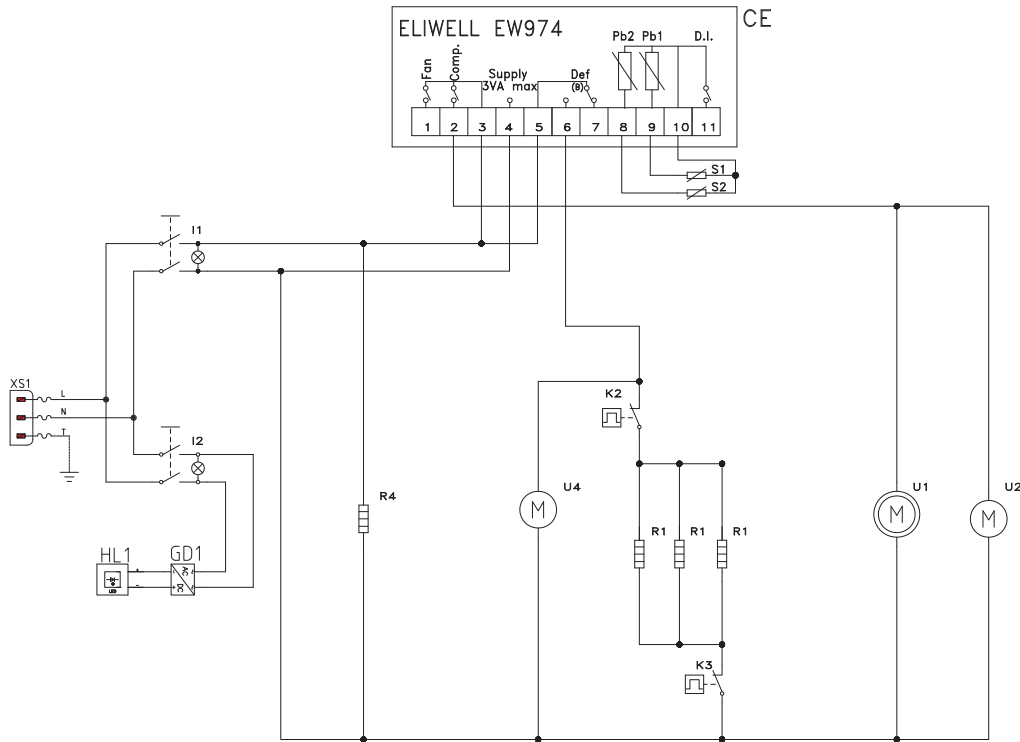 ELIWELL EW974
CE
Pb2 Pb1
D.I.
Fan
Comp.
Supply
3VA max
Def
(B)
1 2 3 4 5 6 7 8 9 10 11
S1
S2
I1
XS1
L
N
T
K2
I2
U4
U1
U2
R4
R1 R1 R1
HL1
GD1
+
-
LED
AC
DC
K3
M
M
M